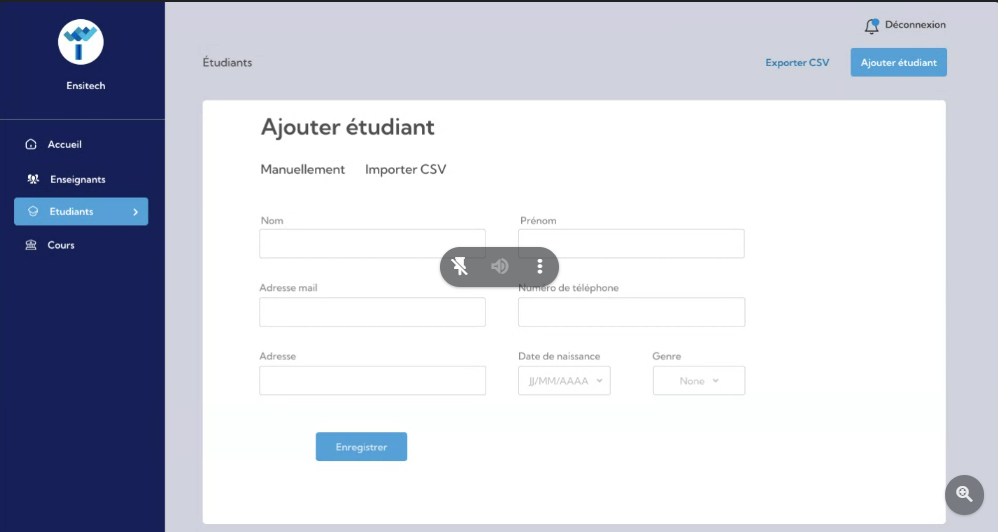 Déconnexion
Ensitech
Étudiants
Exporter CSV
Ajouter étudiant
Ajouter étudiant
Accueil
Manuellement Importer CSV
Enseignants
Etudiants
Cours
Nom
Prénom
Adresse mail
Numéro de téléphone
Adresse
Date de naissance
Genre
JJ/MM/AAAA
None
Enregistrer